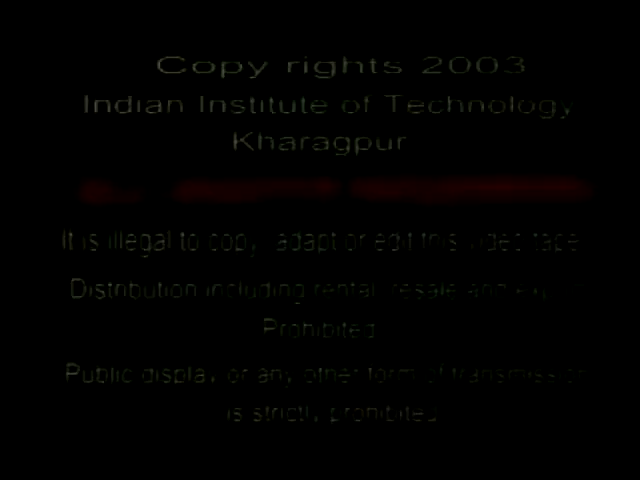 Copy rights 2003
Indian Institute of Technology
Kharagpur
It is illegal to copy, adapt or edit this video tape
Distribution including rental, resale and
Prohibited
Public display or any other form of transmission
is strictly prohibited